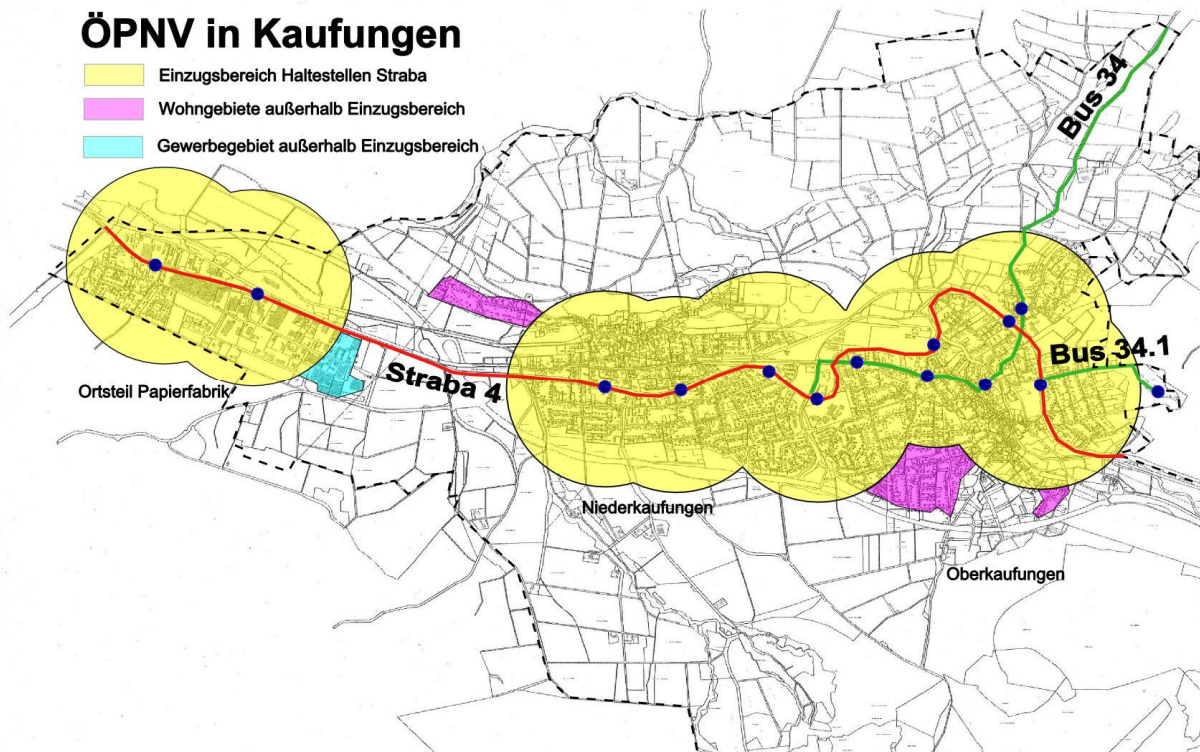 ÖPNV in Kaufungen
Einzugsbereich Haltestellen Straba
Wohngebiete außerhalb Einzugsbereich
Gewerbegebiet außerhalb Einzugsbereich
Bus 34
Bus 34.1
Straba 4
Ortsteil Papierfabrik
Niederkaufungen
Oberkaufungen